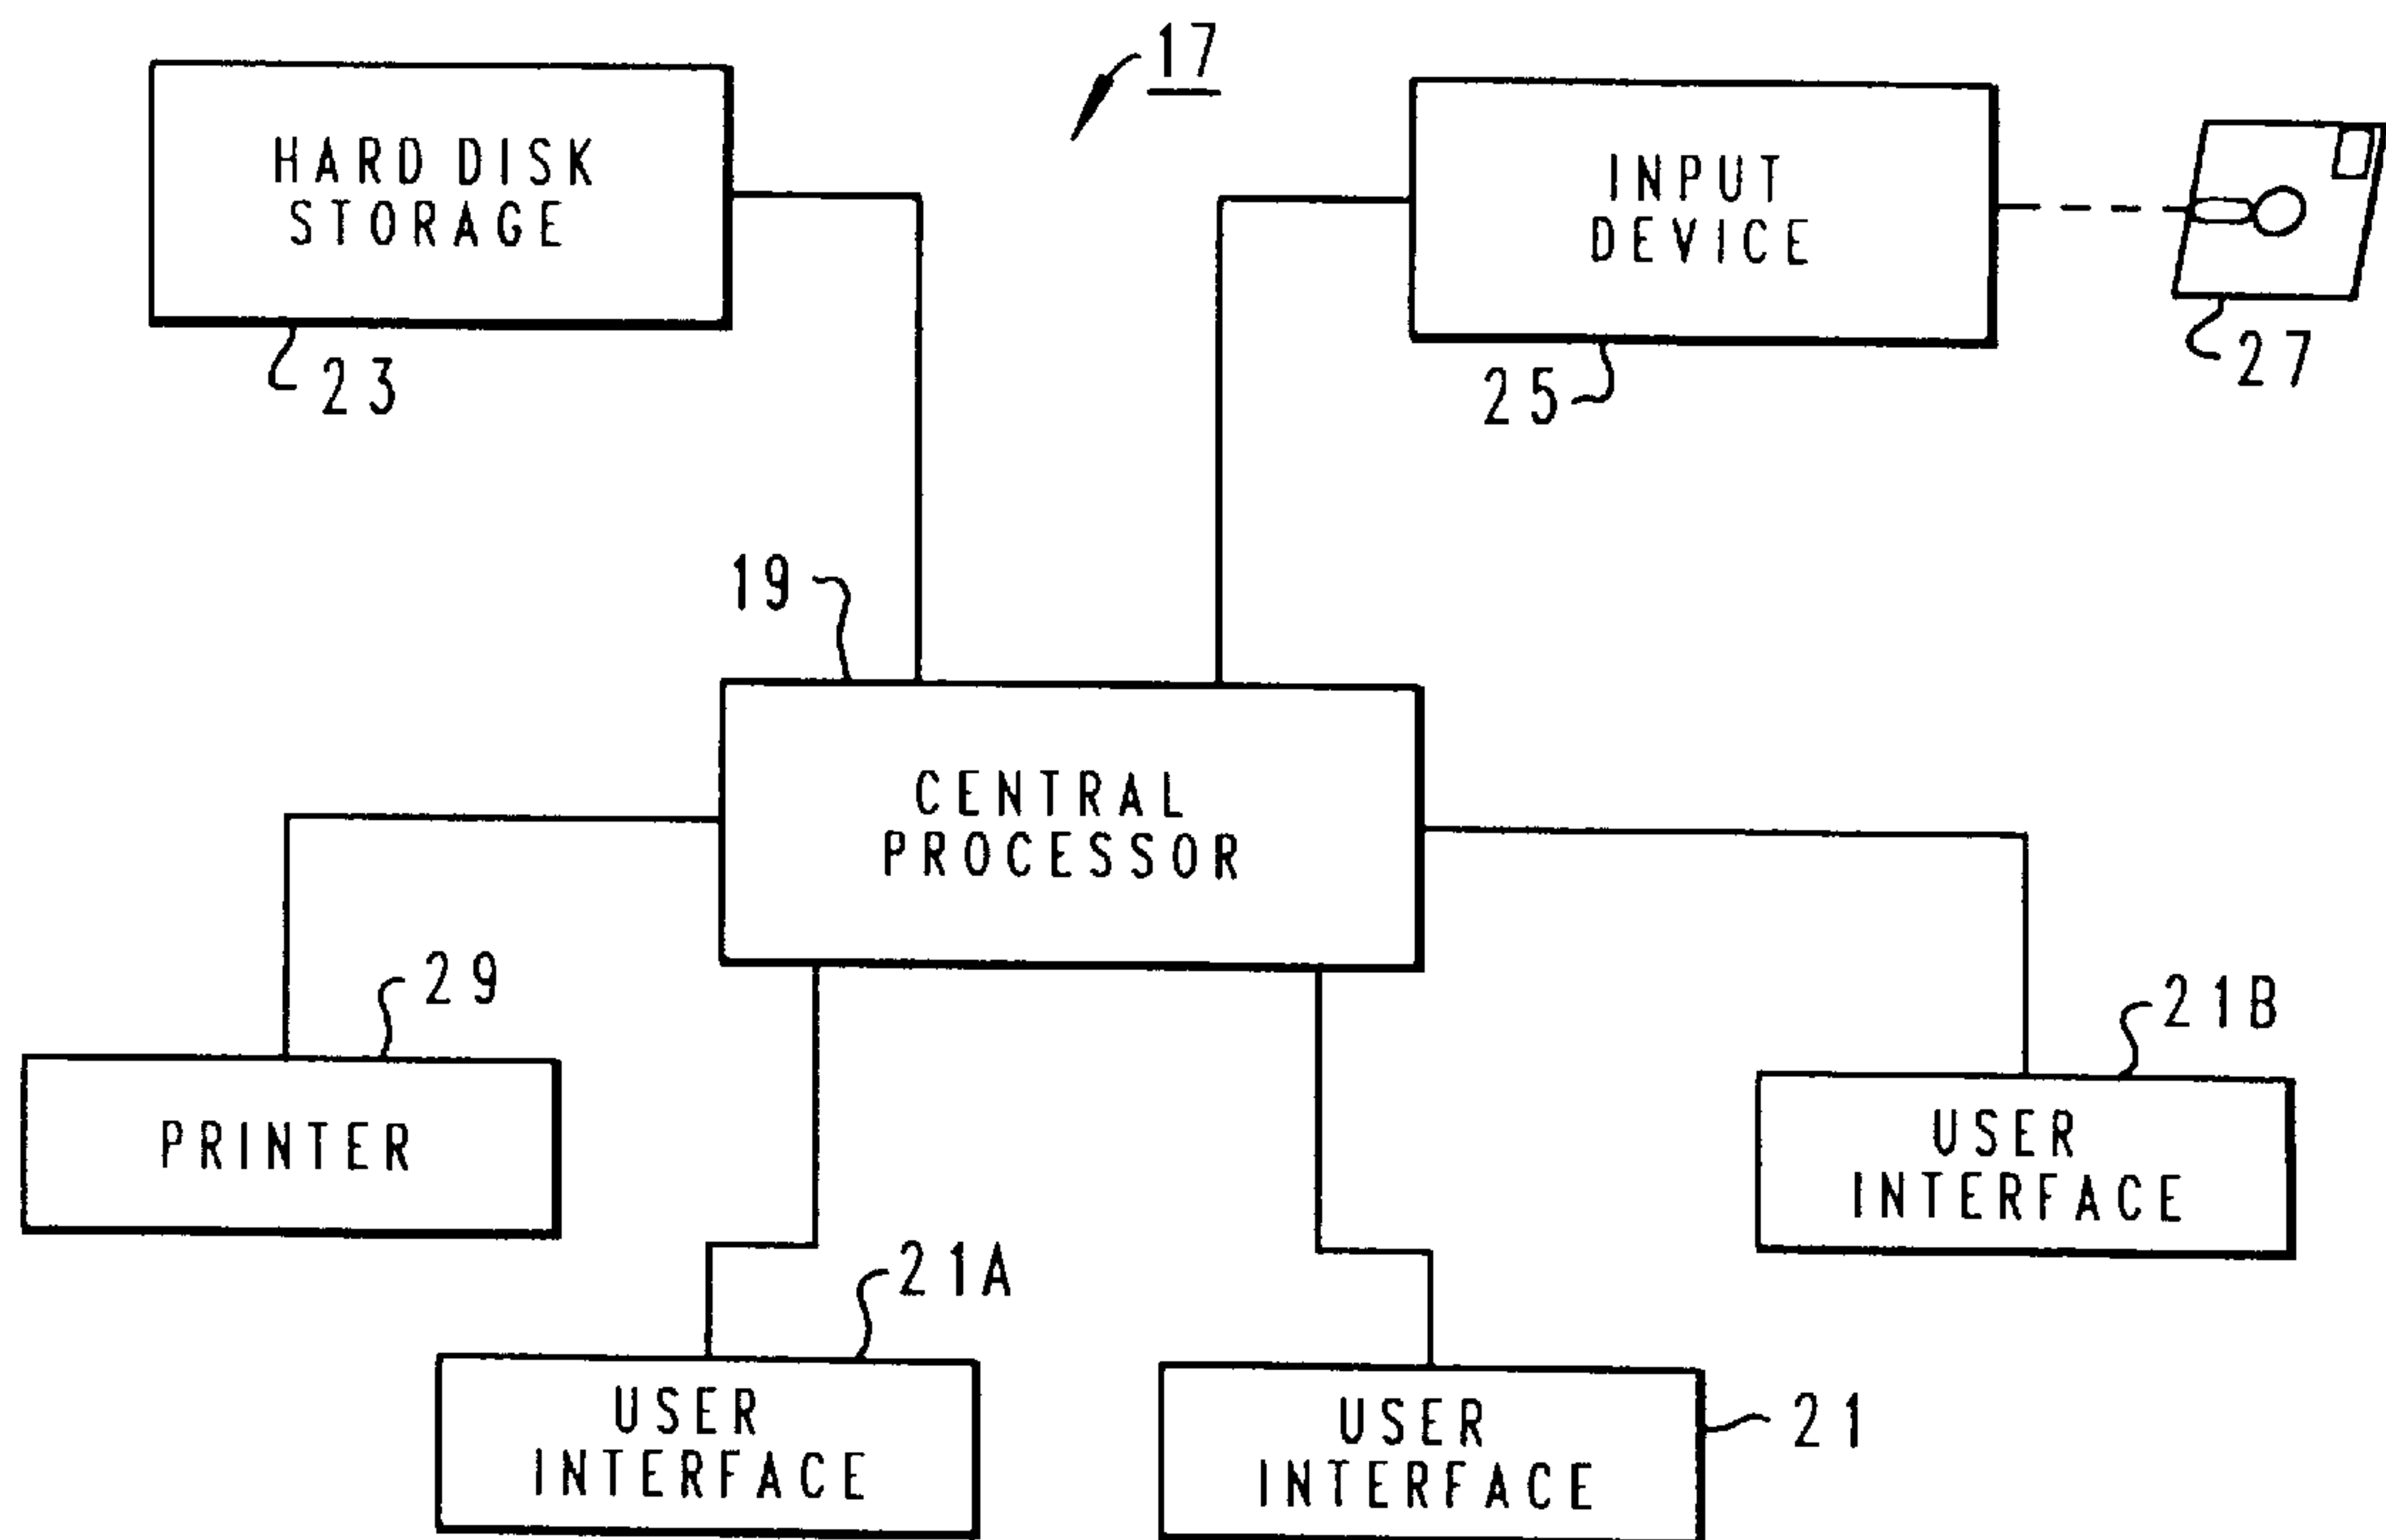 17
HARD DISK
STORAGE
23
INPUT
DEVICE
25
27
19
CENTRAL
PROCESSOR
29
PRINTER
21B
USER
INTERFACE
21A
USER
INTERFACE
USER
INTERFACE
21